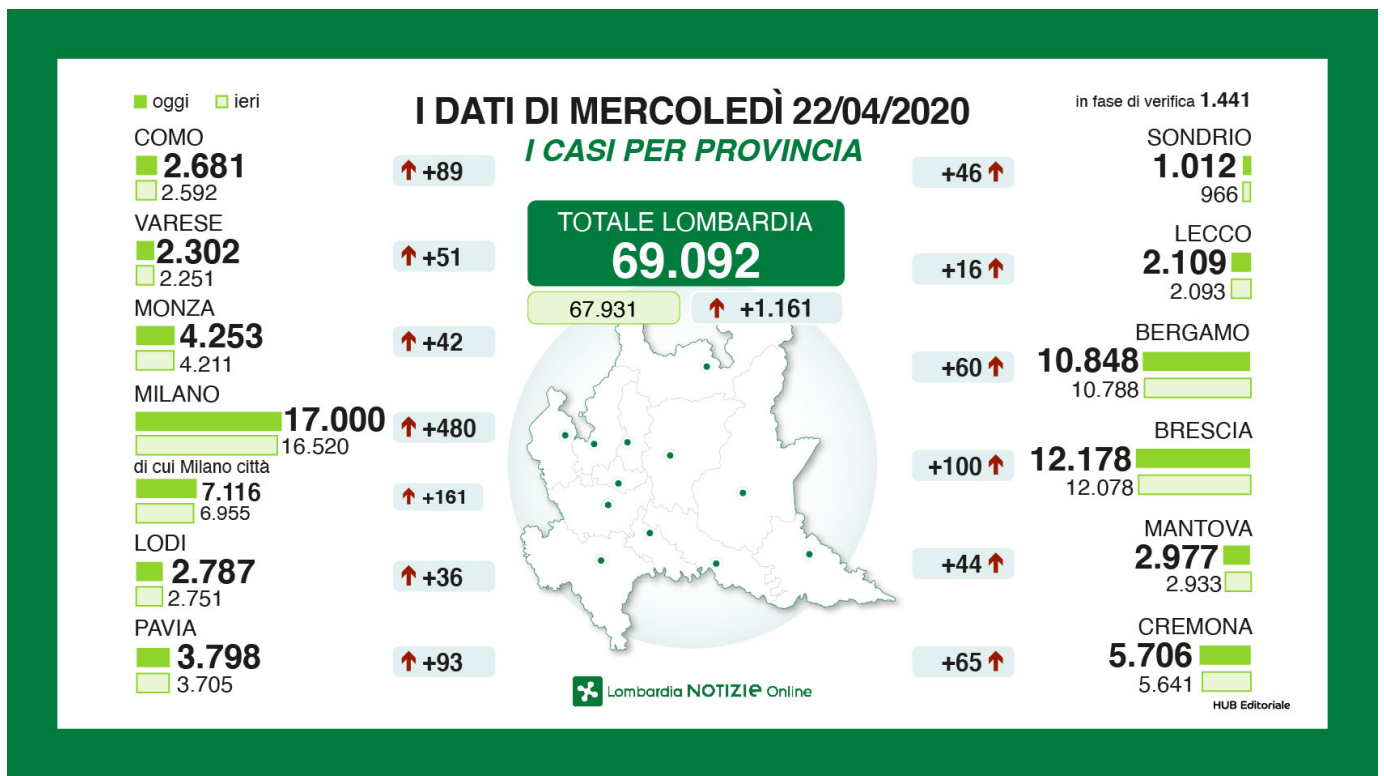 oggi ieri
I DATI DI MERCOLEDÌ 22/04/2020
I CASI PER PROVINCIA
in fase di verifica 1.441
COMO
2.681
2.592
+89
VARESE
2.302
2.251
+51
MONZA
4.253
4.211
+42
MILANO
17.000
16.520
+480
di cui Milano città
7.116
6.955
+161
LODI
2.787
2.751
+36
PAVIA
3.798
3.705
+93
TOTALE LOMBARDIA
69.092
67.931 +1.161
Lombardia NOTIZIE Online
SONDRIO
+46 1.012
966
LECCO
+16 2.109
2.093
BERGAMO
+60 10.848
10.788
BRESCIA
+100 12.178
12.078
MANTOVA
+44 2.977
2.933
CREMONA
+65 5.706
5.641
HUB Editoriale